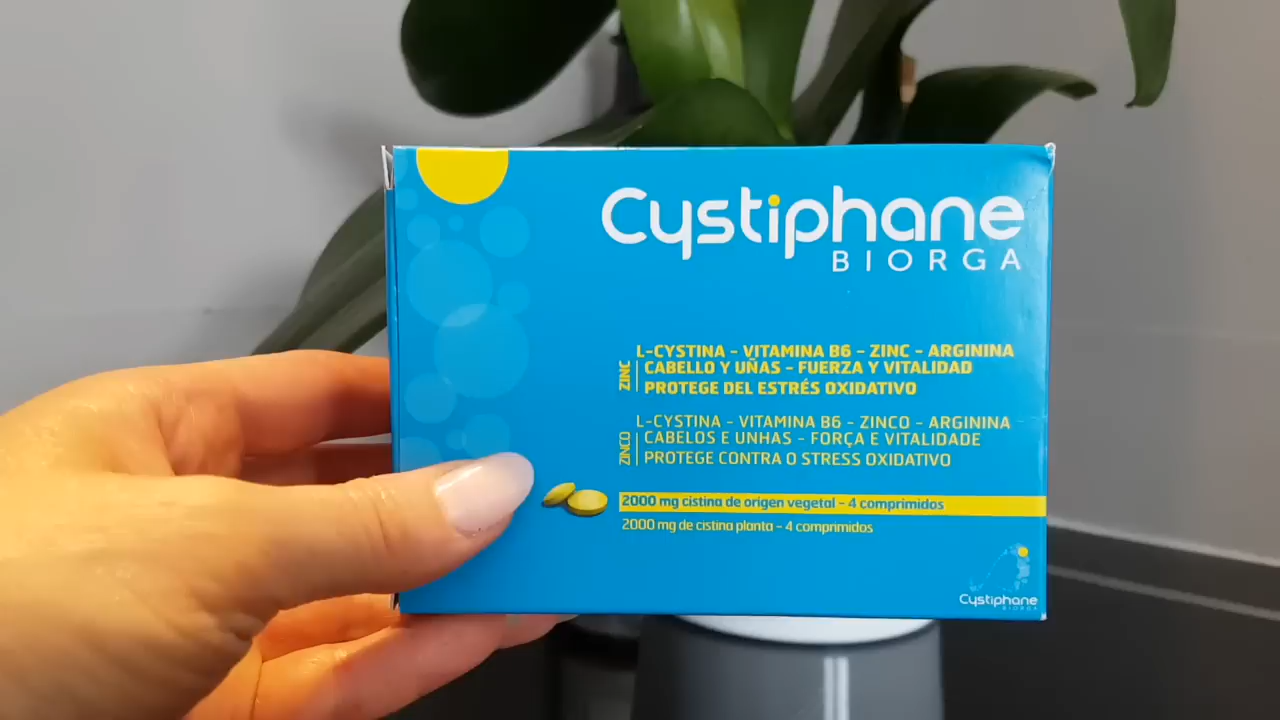 Cystiphane
BIORGA
ZINC
L-CYSTINA - VITAMINA B6 - ZINC - ARGININA
CABELLO Y UÑAS - FUERZA Y VITALIDAD
PROTEGE DEL ESTRÉS OXIDATIVO
ZINCO
L-CYSTINA - VITAMINA B6 - ZINCO - ARGININA
CABELOS E UNHAS - FORÇA E VITALIDADE
PROTEGE CONTRA O STRESS OXIDATIVO
2000 mg cistina de origen vegetal - 4 comprimidos
2000 mg de cistina planta - 4 comprimidos
Cystiphane
BIORGA